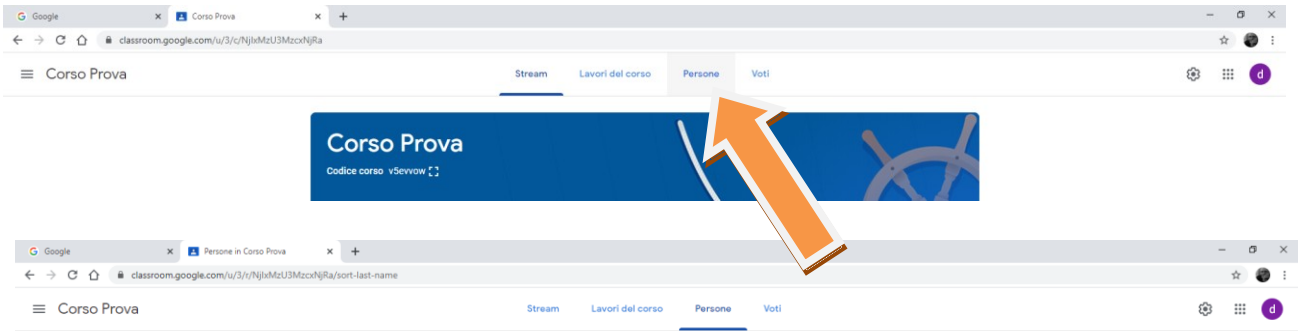 Google Corso Prova
classroom.google.com/u/3/c/NjIxMzU3MzcxNjRa
Corso Prova Stream Lavori del corso Persone Voti d
Corso Prova
Codice corso v5evvow
Google Persone in Corso Prova
classroom.google.com/u/3/r/NjIxMzU3MzcxNjRa/sort-last-name
Corso Prova Stream Lavori del corso Persone Voti d